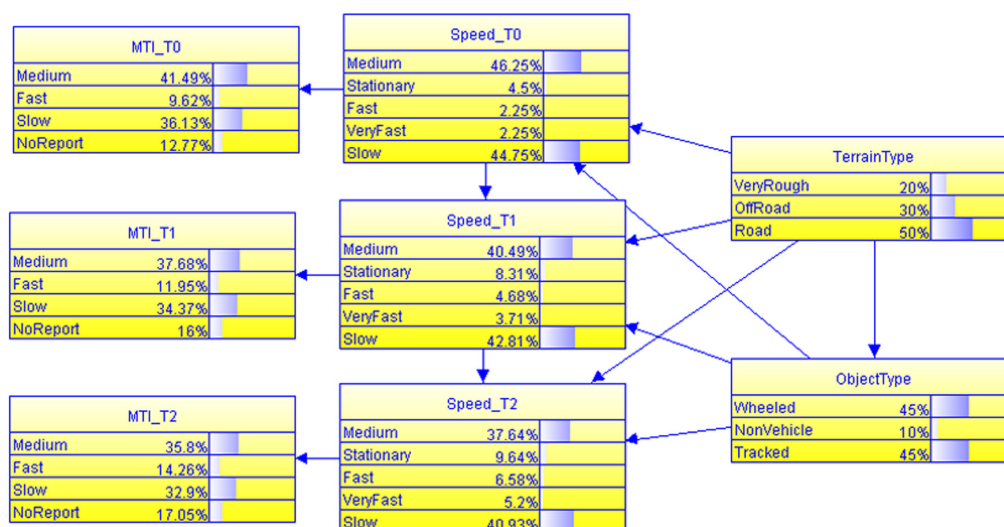 MTI_T0
Medium 41.49%
Fast 9.62%
Slow 36.13%
NoReport 12.77%
Speed_T0
Medium 46.25%
Stationary 4.5%
Fast 2.25%
VeryFast 2.25%
Slow 44.75%
TerrainType
VeryRough 20%
OffRoad 30%
Road 50%
MTI_T1
Medium 37.68%
Fast 11.95%
Slow 34.37%
NoReport 16%
Speed_T1
Medium 40.49%
Stationary 8.31%
Fast 4.68%
VeryFast 3.71%
Slow 42.81%
ObjectType
Wheeled 45%
NonVehicle 10%
Tracked 45%
MTI_T2
Medium 35.8%
Fast 14.26%
Slow 32.9%
NoReport 17.05%
Speed_T2
Medium 37.64%
Stationary 9.64%
Fast 6.58%
VeryFast 5.2%
Slow 40.93%